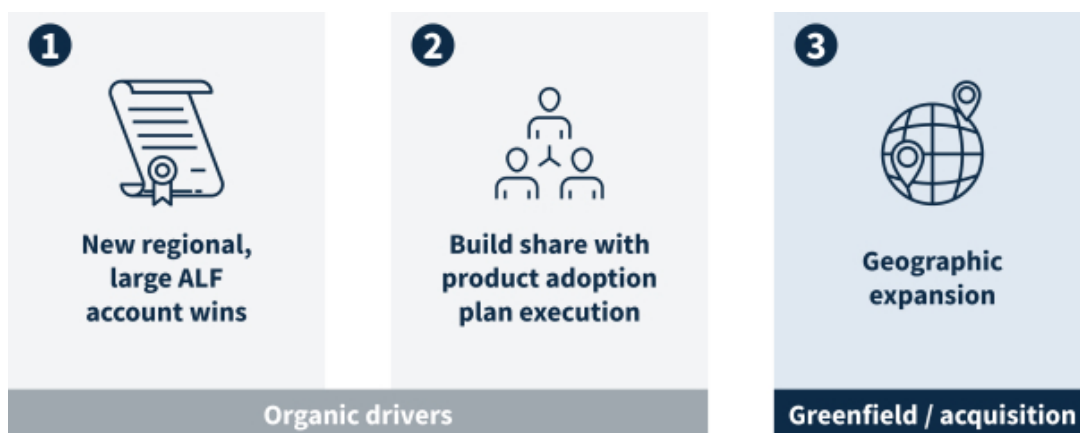 1
New regional,
large ALF
account wins
2
Build share with
product adoption
plan execution
Organic drivers
3
Geographic
expansion
Greenfield / acquisition